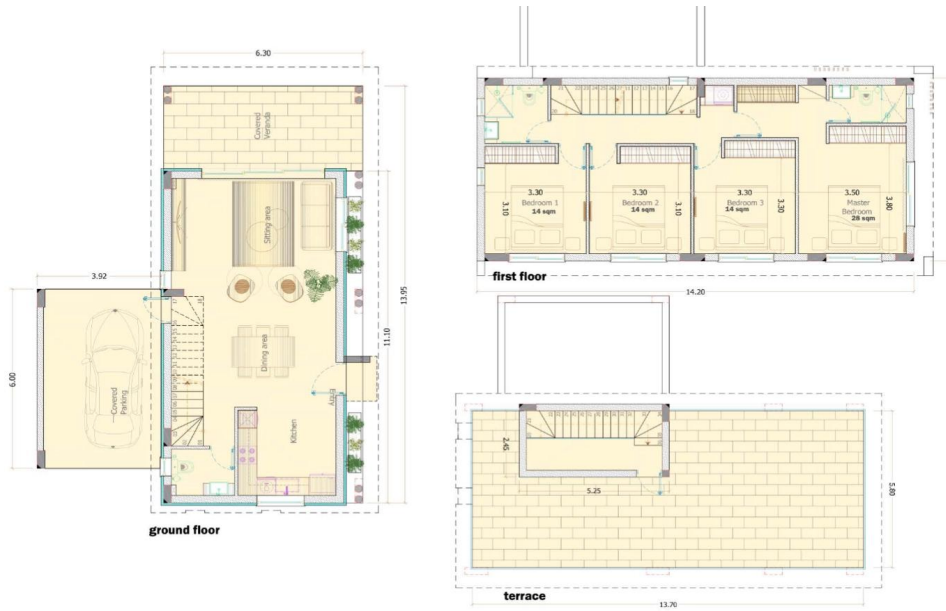 6.30
Covered
Veranda
Sitting area
3.92
13.95
11.10
6.00
Covered
Parking
Dining area
Entry
Kitchen
ground floor
3.30
Bedroom 1
14 sqm
3.10
3.30
Bedroom 2
14 sqm
3.10
3.30
Bedroom 3
14 sqm
3.30
3.50
Master
Bedroom
28 sqm
3.80
first floor
14.20
2.45
5.25
5.80
terrace
13.70